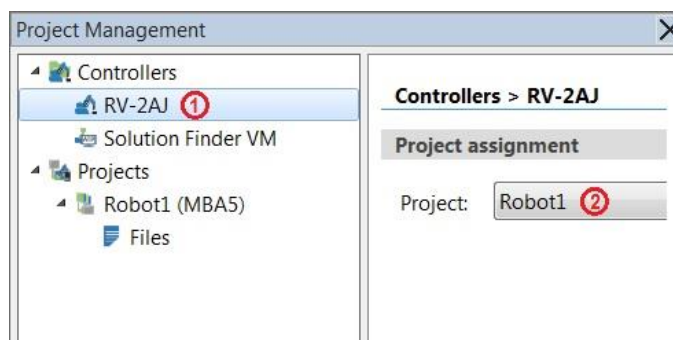 Project Management
Controllers
RV-2AJ 1
Solution Finder VM
Projects
Robot1 (MBA5)
Files
Controllers > RV-2AJ
Project assignment
Project: Robot1 2